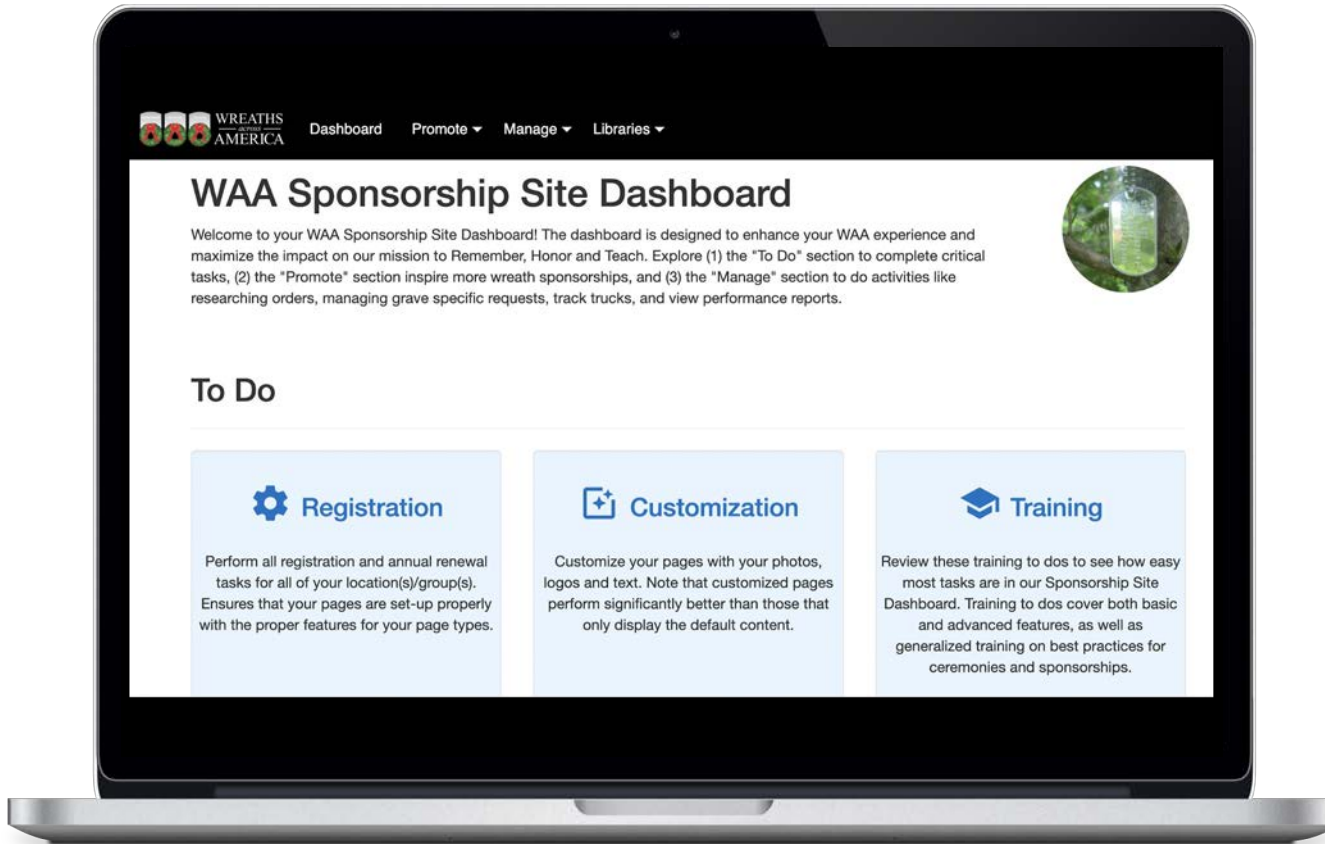 WREATHS
across
AMERICA
Dashboard Promote Manage Libraries
WAA Sponsorship Site Dashboard
Welcome to your WAA Sponsorship Site Dashboard! The dashboard is designed to enhance your WAA experience and
maximize the impact on our mission to Remember, Honor and Teach. Explore (1) the "To Do" section to complete critical
tasks, (2) the "Promote" section inspire more wreath sponsorships, and (3) the "Manage" section to do activities like
researching orders, managing grave specific requests, track trucks, and view performance reports.
To Do
Registration
Perform all registration and annual renewal
tasks for all of your location(s)/group(s).
Ensures that your pages are set-up properly
with the proper features for your page types.
Customization
Customize your pages with your photos,
logos and text. Note that customized pages
perform significantly better than those that
only display the default content.
Training
Review these training to dos to see how easy
most tasks are in our Sponsorship Site
Dashboard. Training to dos cover both basic
and advanced features, as well as
generalized training on best practices for
ceremonies and sponsorships.